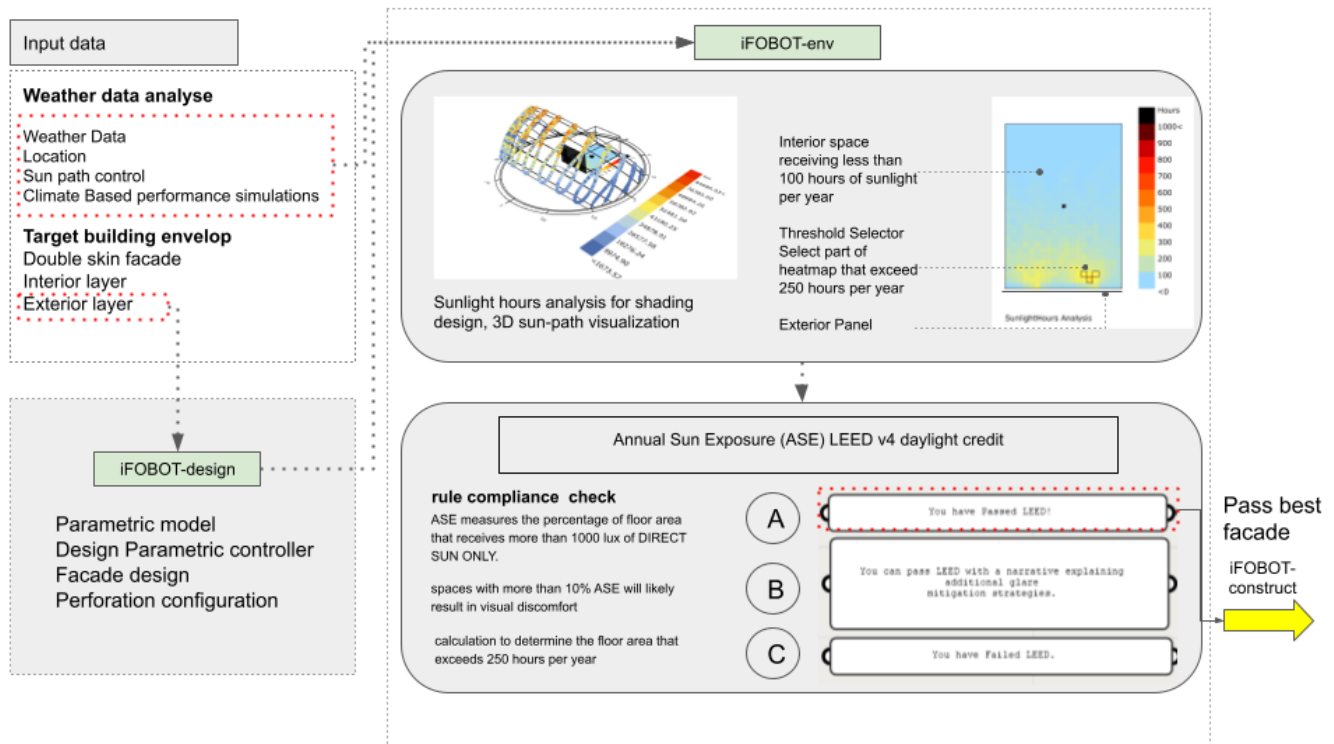 Input data
Weather data analyse
Weather Data
Location
Sun path control
Climate Based performance simulations
Target building envelop
Double skin facade
Interior layer
Exterior layer
iFOBOT-design
Parametric model
Design Parametric controller
Facade design
Perforation configuration
iFOBOT-env
Sunlight hours analysis for shading
design, 3D sun-path visualization
Interior space
receiving less than
100 hours of sunlight
per year
Threshold Selector
Select part of
heatmap that exceed
250 hours per year
Exterior Panel
Hours
1000<
900
800
700
600
500
400
300
200
100
<0
SunlightHours Analysis
Annual Sun Exposure (ASE) LEED v4 daylight credit
rule compliance check
ASE measures the percentage of floor area
that receives more than 1000 lux of DIRECT
SUN ONLY.
spaces with more than 10% ASE will likely
result in visual discomfort
calculation to determine the floor area that
exceeds 250 hours per year
A
You have Passed LEED!
B
You can pass LEED with a narrative explaining
additional glare
mitigation strategies.
C
You have Failed LEED.
Pass best
facade
iFOBOT-
construct